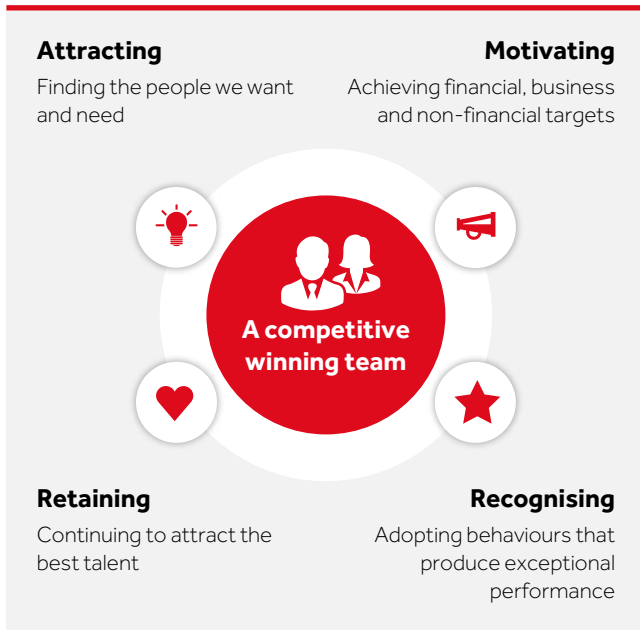 Attracting
Finding the people we want
and need
Motivating
Achieving financial, business
and non-financial targets
A competitive
winning team
Retaining
Continuing to attract the
best talent
Recognising
Adopting behaviours that
produce exceptional
performance